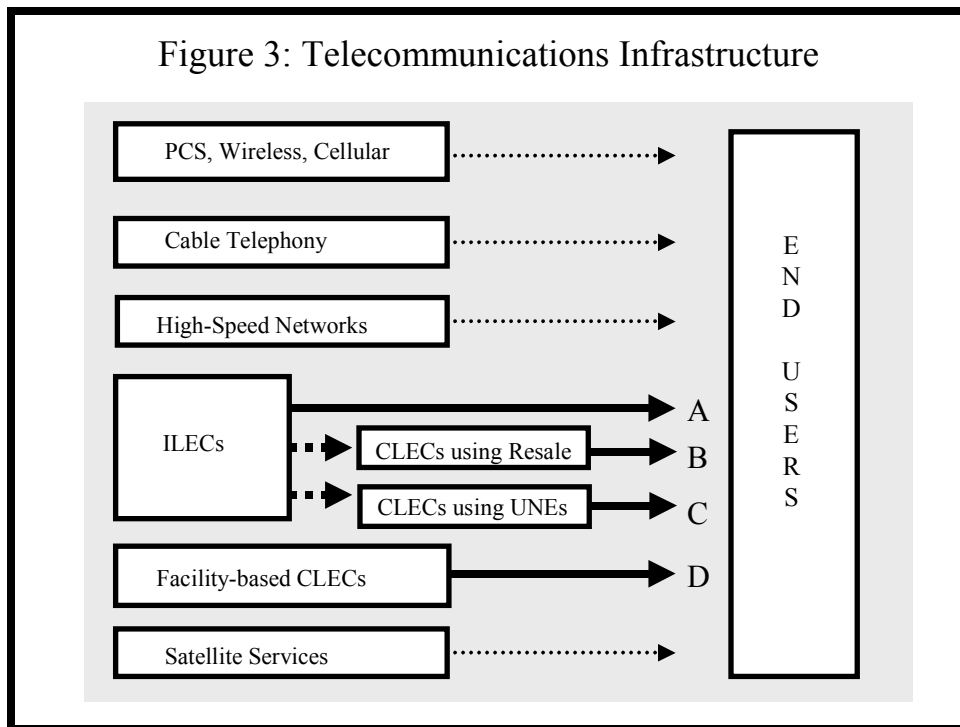 Figure 3: Telecommunications Infrastructure
PCS, Wireless, Cellular
Cable Telephony
High-Speed Networks
ILECs
A
CLECs using Resale
B
CLECs using UNEs
C
Facility-based CLECs
D
Satellite Services
E
N
D
U
S
E
R
S